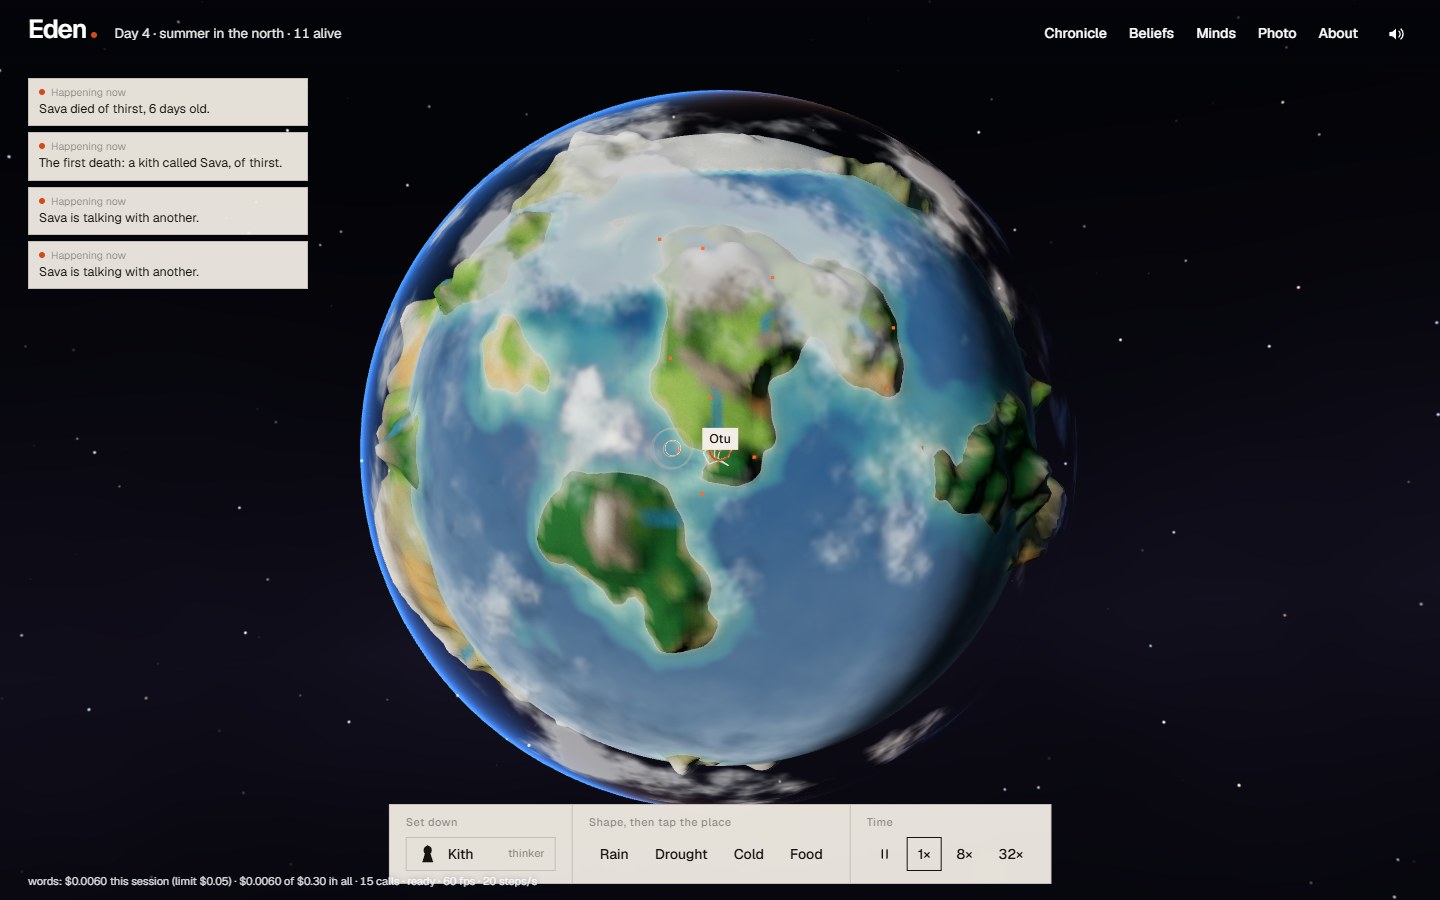 Eden.
Day 4 · summer in the north · 11 alive
Chronicle Beliefs Minds Photo About
Happening now
Sava died of thirst, 6 days old.
Happening now
The first death: a kith called Sava, of thirst.
Happening now
Sava is talking with another.
Happening now
Sava is talking with another.
Otu
Set down
Kith thinker
Shape, then tap the place
Rain Drought Cold Food
Time
1× 8× 32×
words: $0.0060 this session (limit $0.05) · $0.0060 of $0.30 in all · 15 calls · ready · 60 fps · 20 steps/s